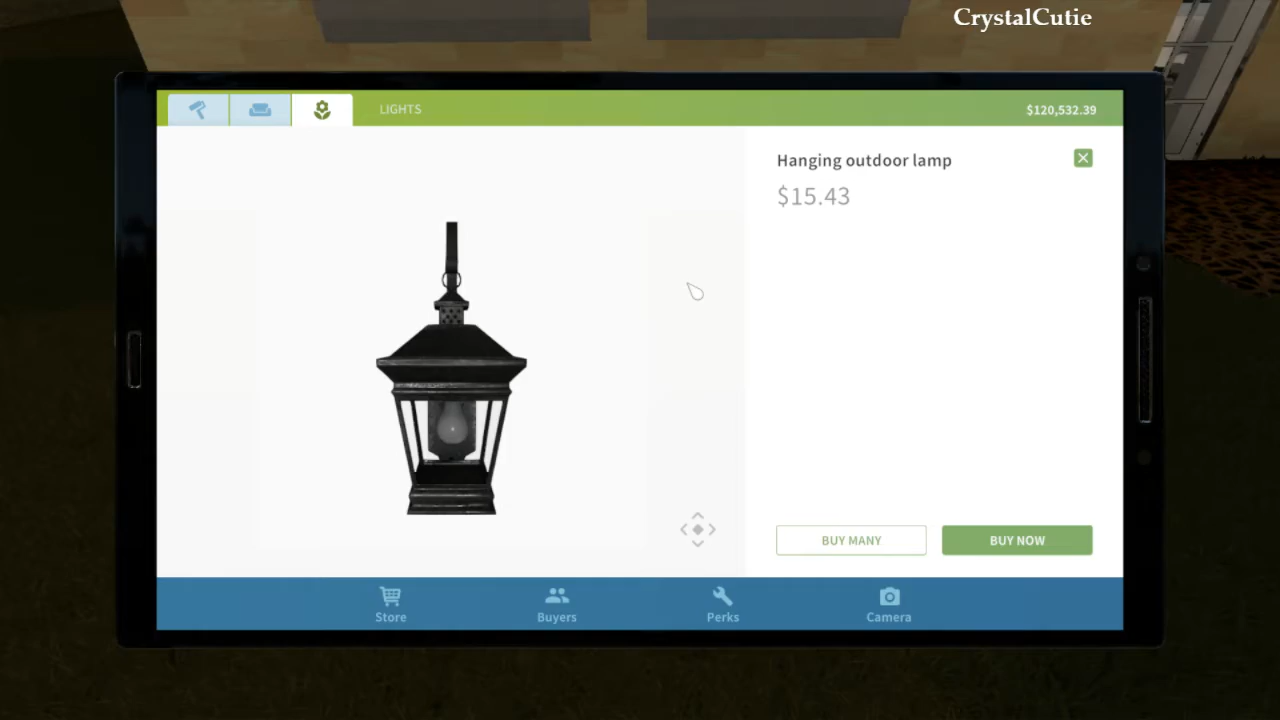 CrystalCutie
LIGHTS
$120,532.39
Hanging outdoor lamp
$15.43
BUY MANY
BUY NOW
Store
Buyers
Perks
Camera